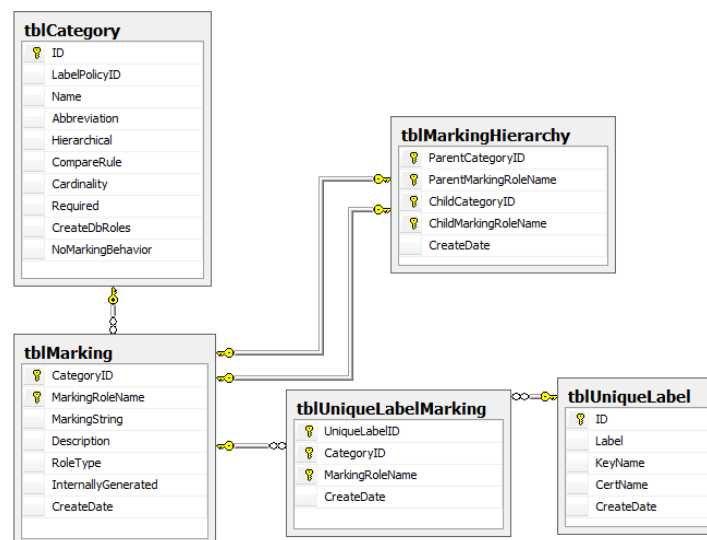 tblCategory
ID
LabelPolicyID
Name
Abbreviation
Hierarchical
CompareRule
Cardinality
Required
CreateDbRoles
NoMarkingBehavior
tblMarkingHierarchy
ParentCategoryID
ParentMarkingRoleName
ChildCategoryID
ChildMarkingRoleName
CreateDate
tblMarking
CategoryID
MarkingRoleName
MarkingString
Description
RoleType
InternallyGenerated
CreateDate
tblUniqueLabelMarking
UniqueLabelID
CategoryID
MarkingRoleName
CreateDate
tblUniqueLabel
ID
Label
KeyName
CertName
CreateDate